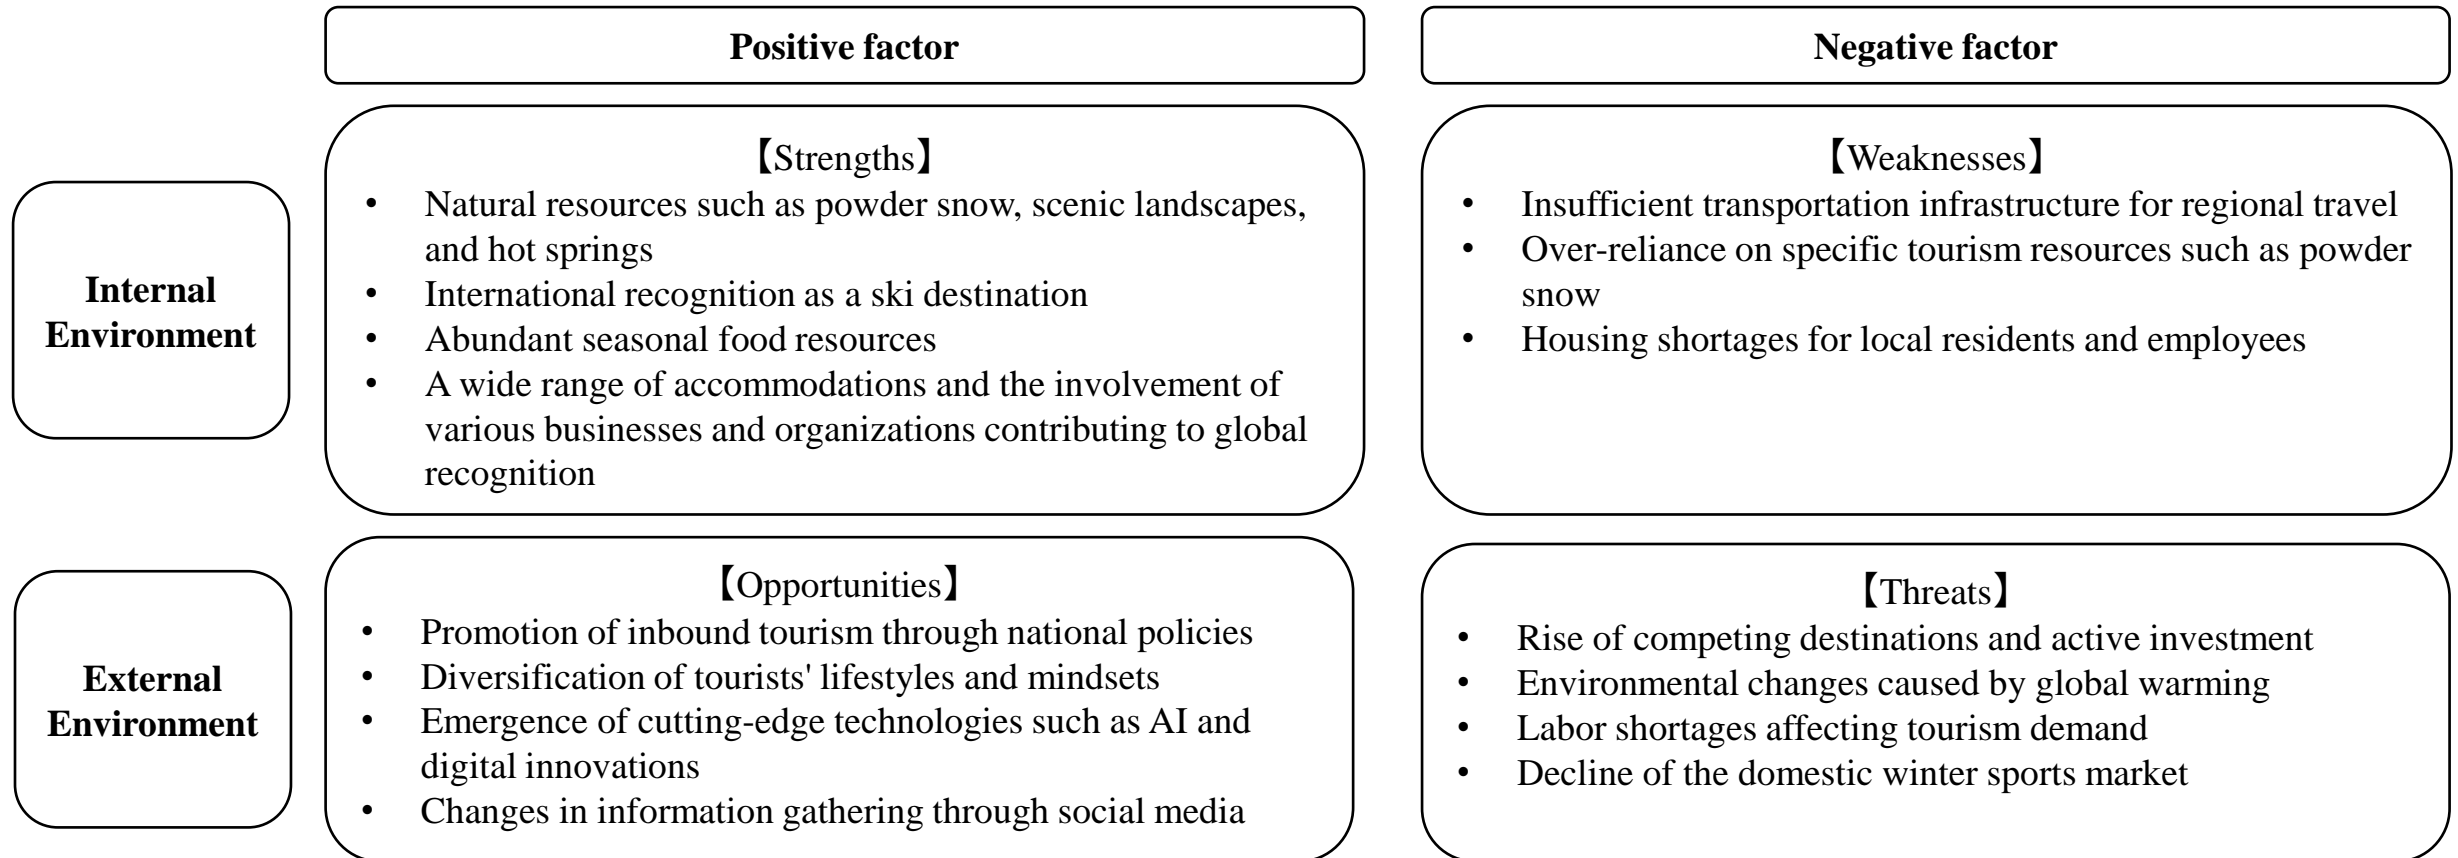 Positive factor
Negative factor
Internal
Environment
【Strengths】
• Natural resources such as powder snow, scenic landscapes,
and hot springs
• International recognition as a ski destination
• Abundant seasonal food resources
• A wide range of accommodations and the involvement of
various businesses and organizations contributing to global
recognition
【Weaknesses】
• Insufficient transportation infrastructure for regional travel
• Over-reliance on specific tourism resources such as powder
snow
• Housing shortages for local residents and employees
External
Environment
【Opportunities】
• Promotion of inbound tourism through national policies
• Diversification of tourists' lifestyles and mindsets
• Emergence of cutting-edge technologies such as AI and
digital innovations
• Changes in information gathering through social media
【Threats】
• Rise of competing destinations and active investment
• Environmental changes caused by global warming
• Labor shortages affecting tourism demand
• Decline of the domestic winter sports market